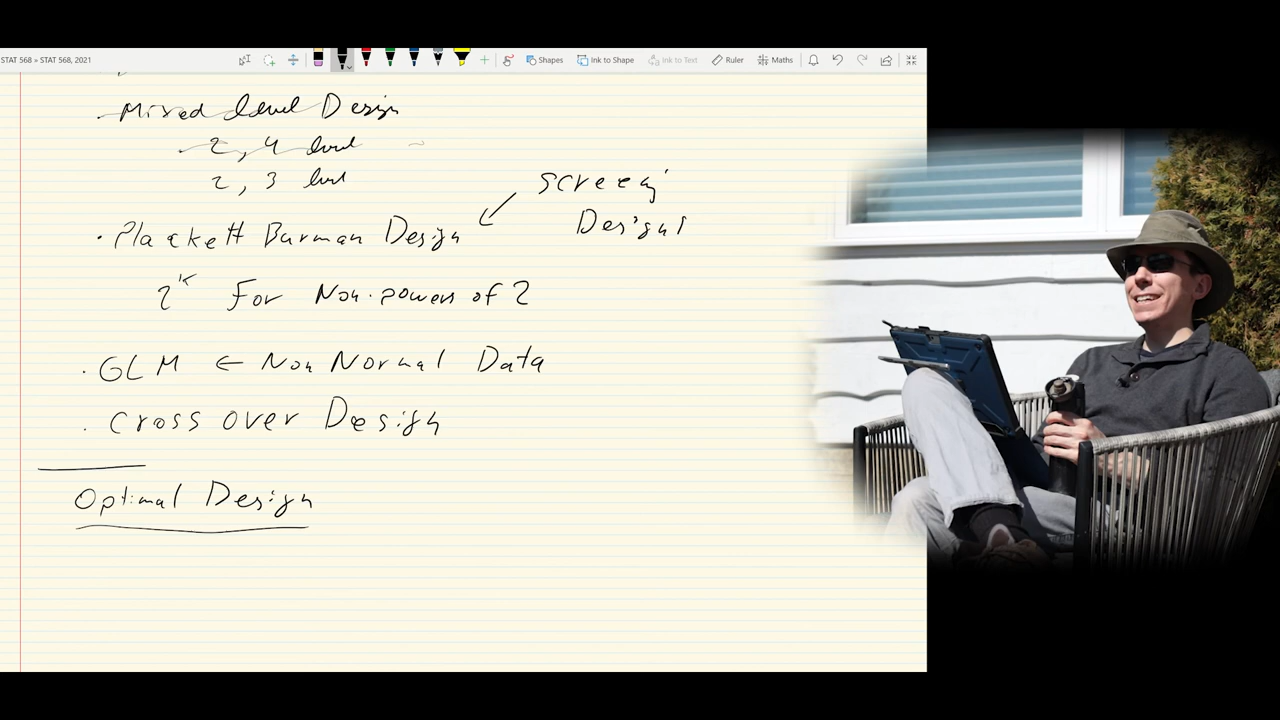 STAT 568 » STAT 568, 2021
Shapes Ink to Shape Ink to Text Ruler Maths
• Mixed level Design
2, 4 level
2, 3 level
• Plackett Burman Design
Screeng
Designs
2^k For Non-powers of 2
• GLM ← Non Normal Data
• Cross over Design
Optimal Design